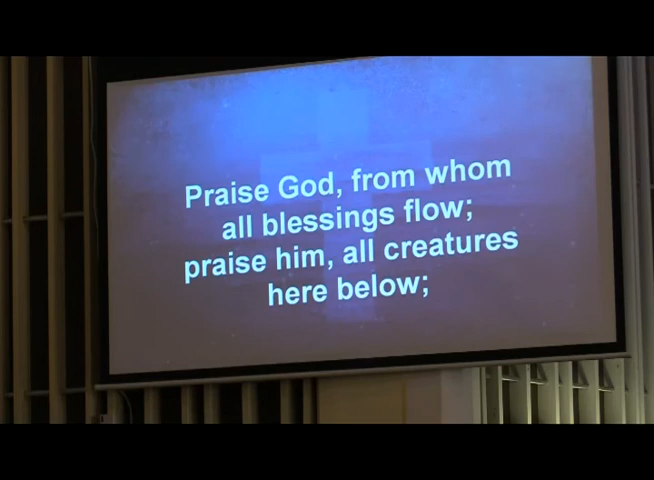 Praise God, from whom
all blessings flow;
praise him, all creatures
here below;